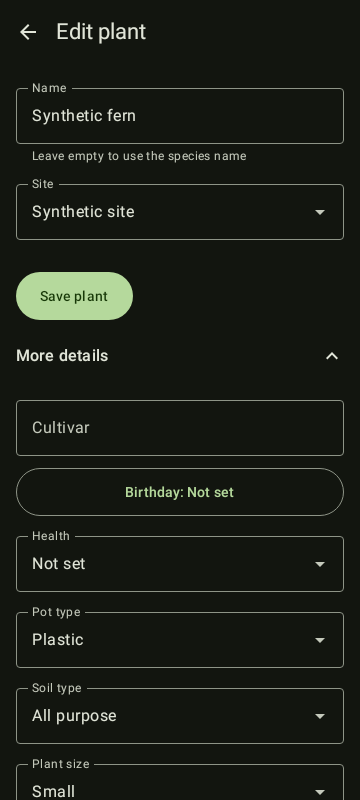 Edit plant
Name
Synthetic fern
Leave empty to use the species name
Site
Synthetic site
Save plant
More details
Cultivar
Birthday: Not set
Health
Not set
Pot type
Plastic
Soil type
All purpose
Plant size
Small